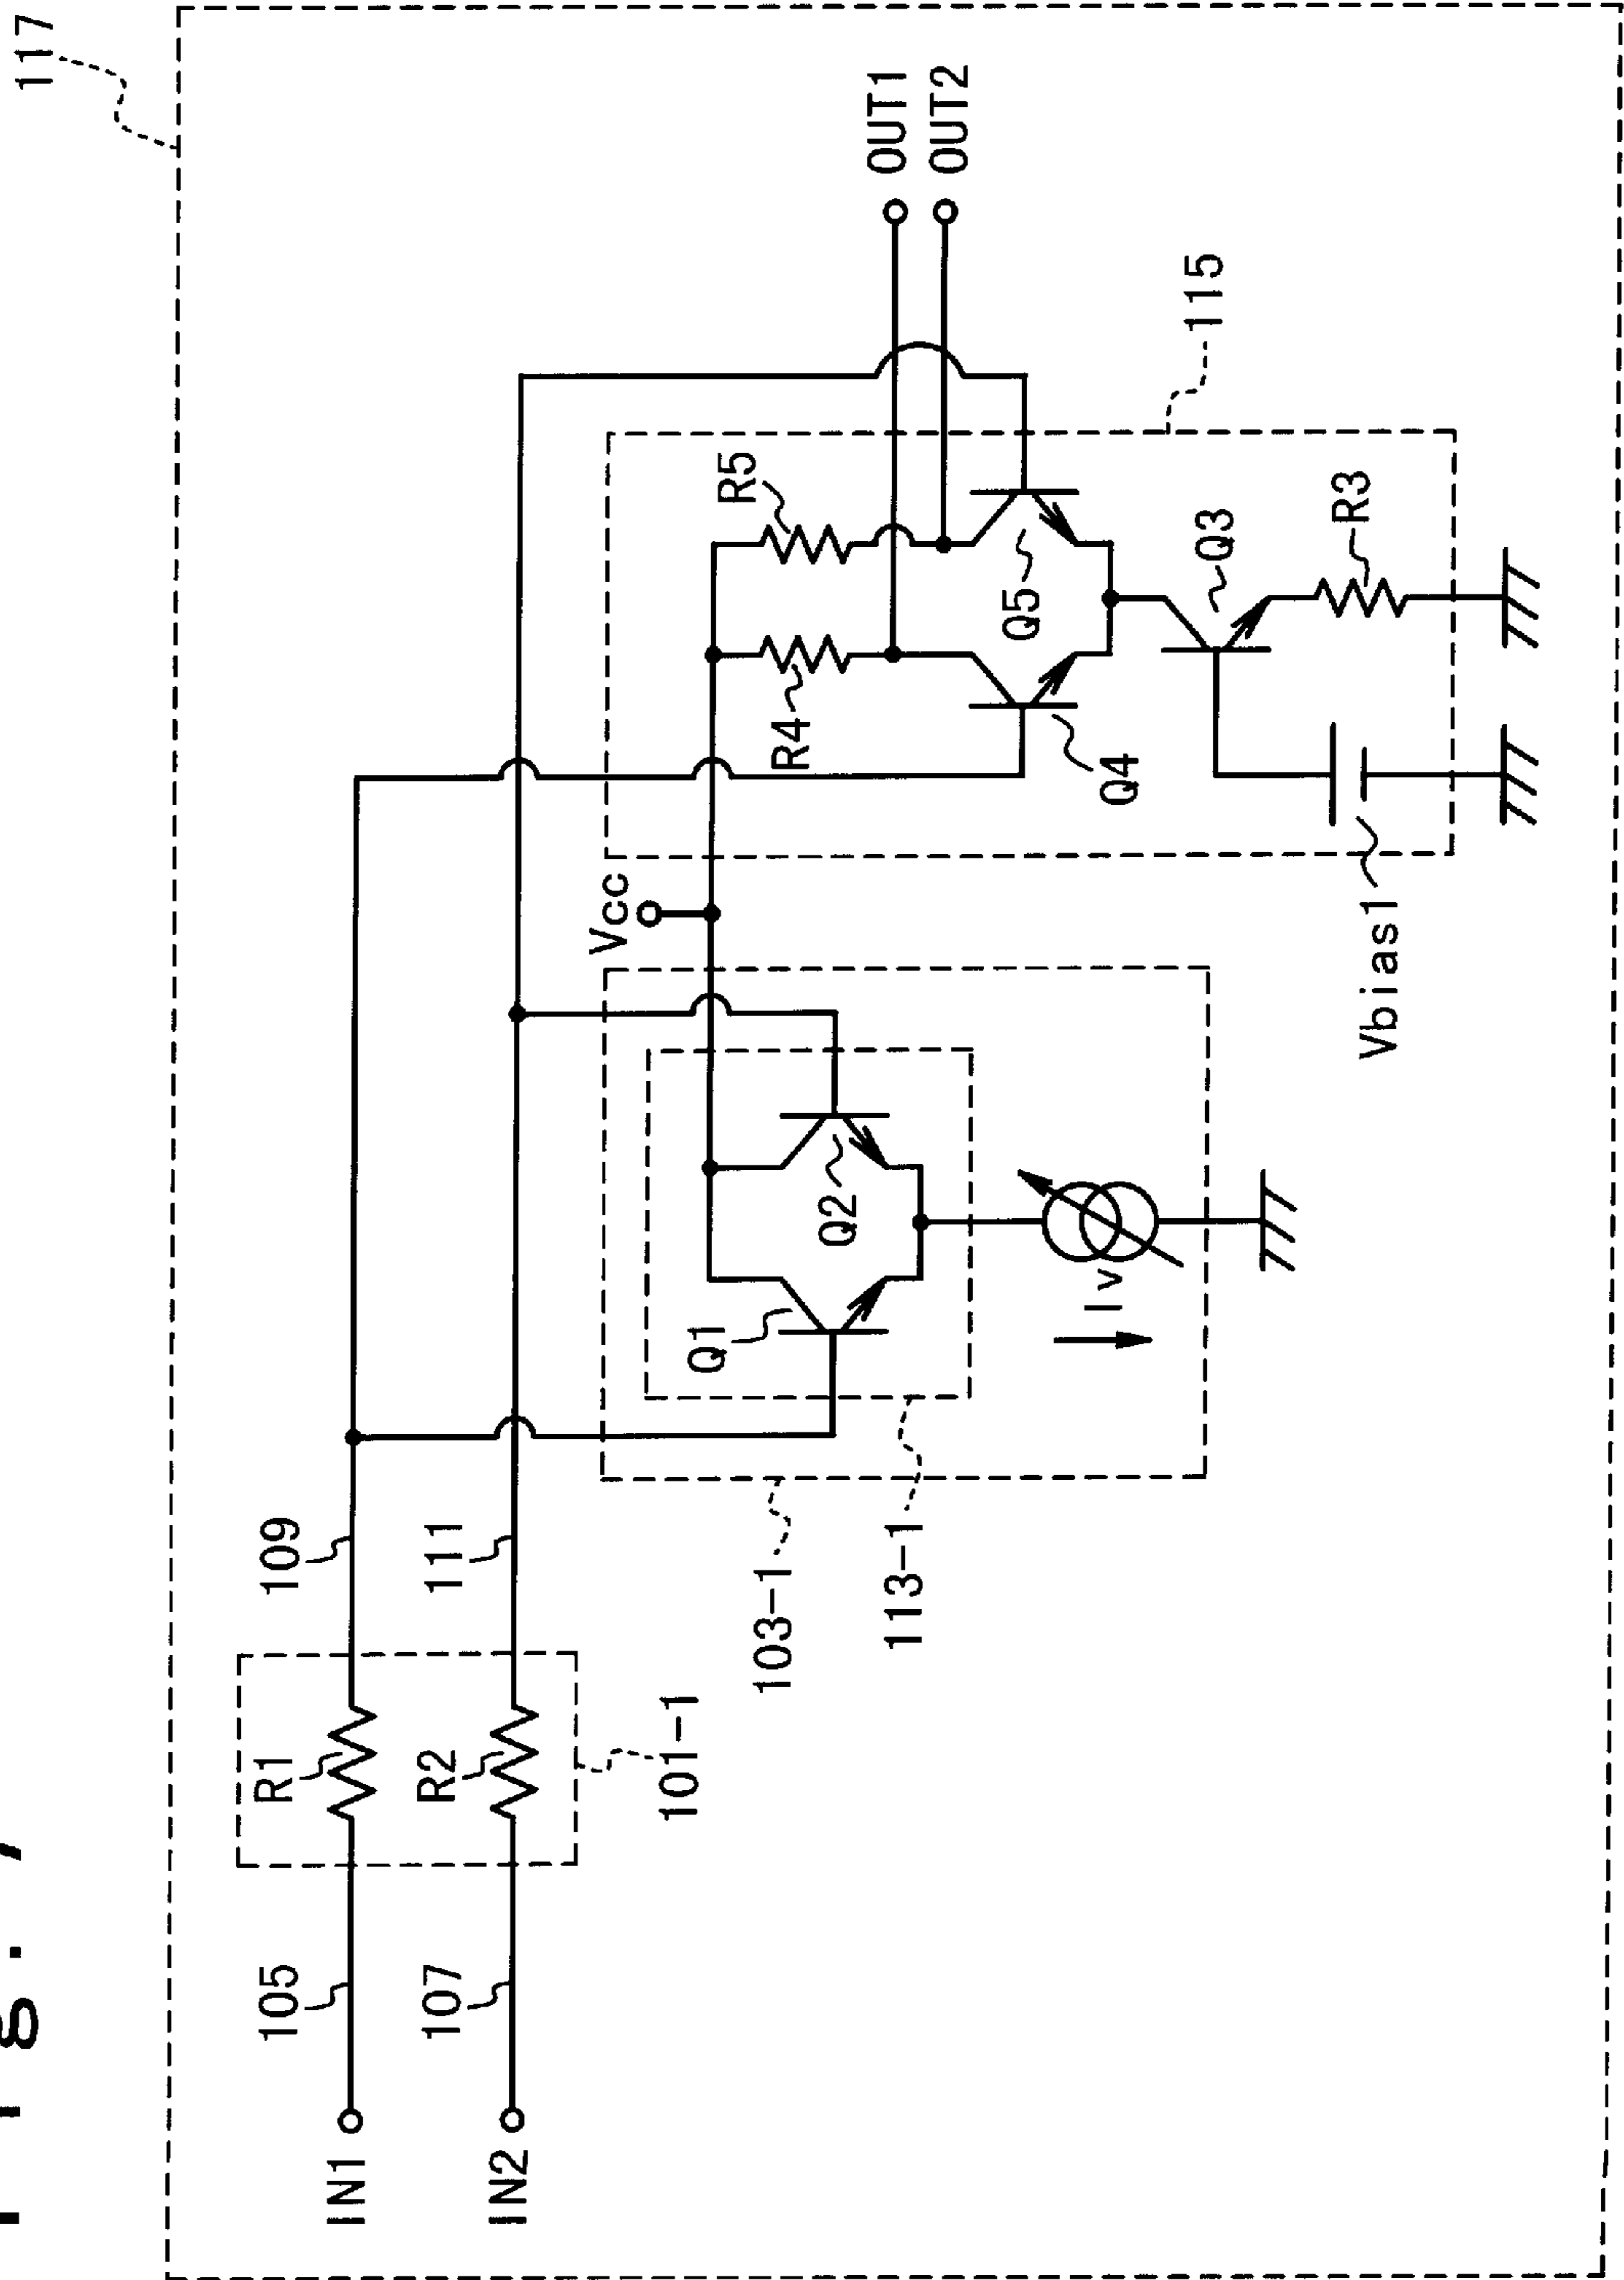 117
IN1
105
R1
109
IN2
107
R2
111
101-1
103-1
113-1
Q1
Q2
Iv
Vcc
R4
R5
OUT1
OUT2
Q4
Q5
115
Q3
R3
Vbias1